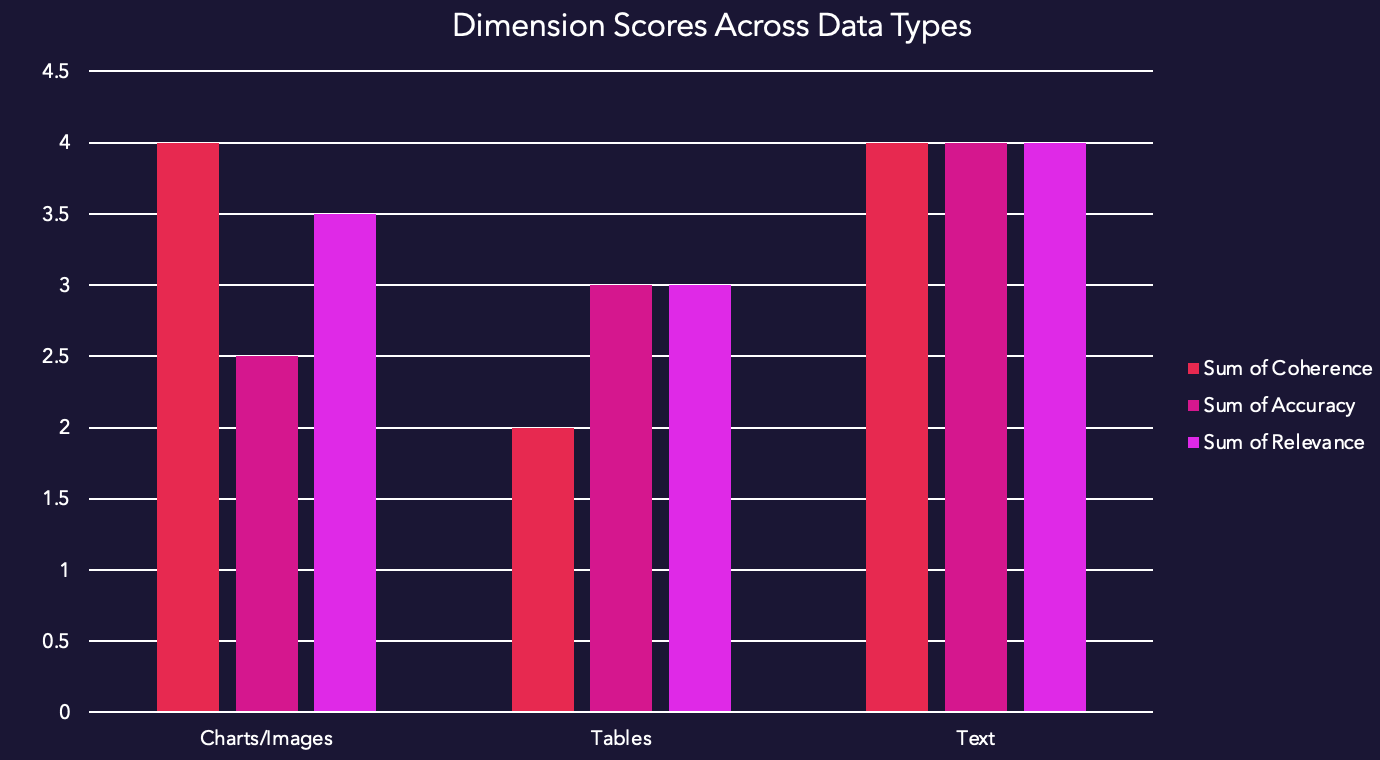 Dimension Scores Across Data Types
4.5
4
3.5
3
2.5
2
1.5
1
0.5
0
Charts/Images
Tables
Text
Sum of Coherence
Sum of Accuracy
Sum of Relevance